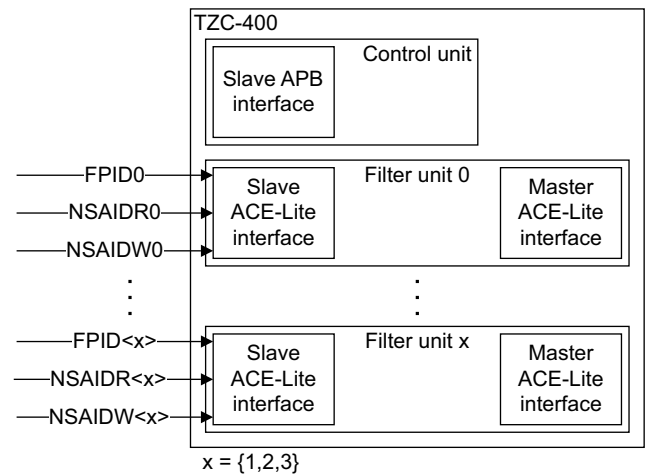 TZC-400
Control unit
Slave APB
interface
FPID0
NSAIDR0
NSAIDW0
Slave
ACE-Lite
interface
Filter unit 0
Master
ACE-Lite
interface
FPID<x>
NSAIDR<x>
NSAIDW<x>
Slave
ACE-Lite
interface
Filter unit x
Master
ACE-Lite
interface
x = {1,2,3}